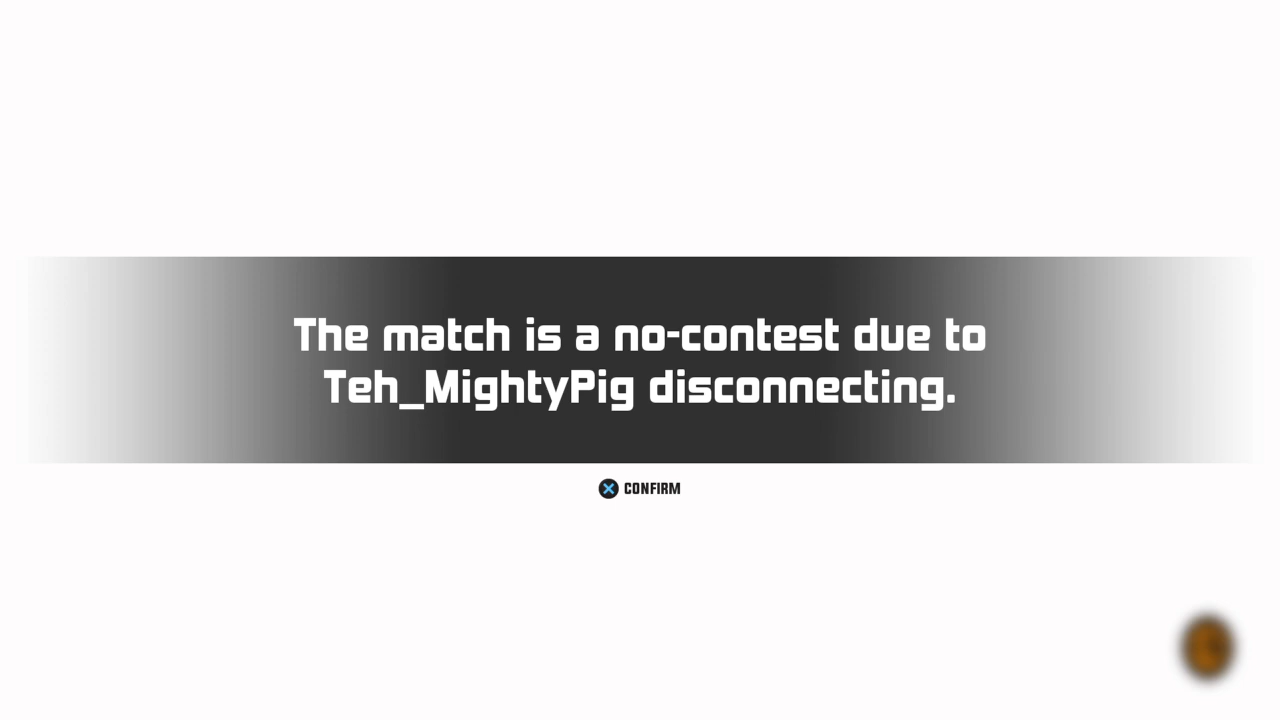 The match is a no-contest due to
Teh_MightyPig disconnecting.
CONFIRM